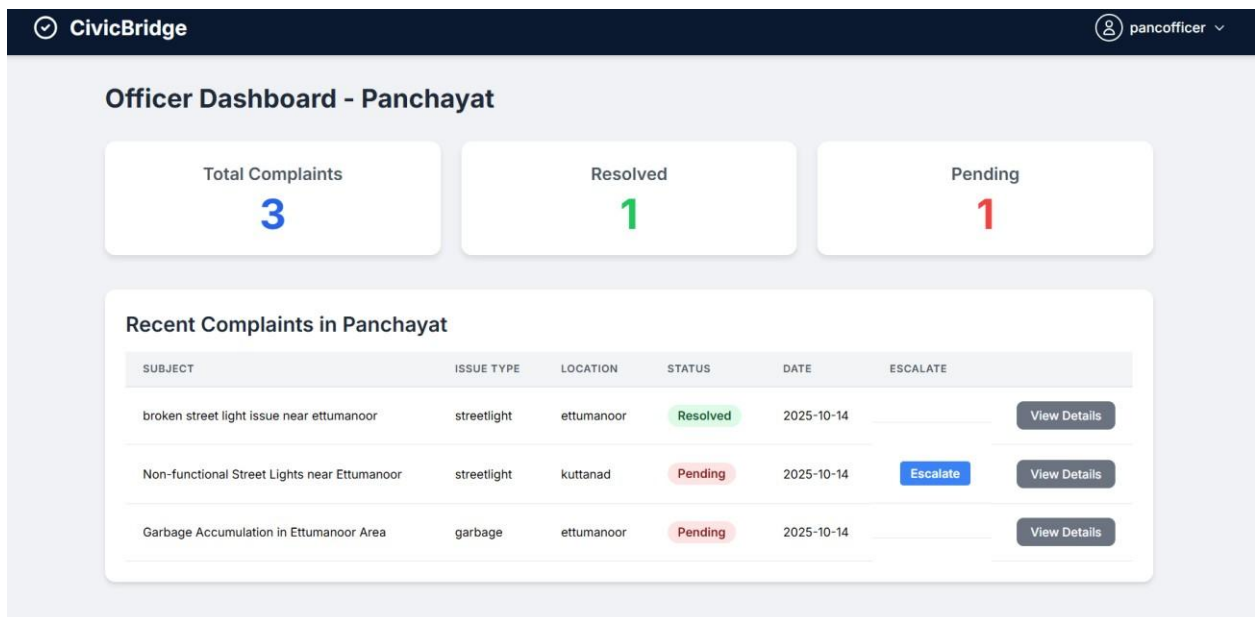 CivicBridge pancofficer
Officer Dashboard - Panchayat
Total Complaints Resolved Pending
3 1 1
Recent Complaints in Panchayat
SUBJECT ISSUE TYPE LOCATION STATUS DATE ESCALATE
broken street light issue near ettumanoor streetlight ettumanoor Resolved 2025-10-14 View Details
Non-functional Street Lights near Ettumanoor streetlight kuttanad Pending 2025-10-14 Escalate View Details
Garbage Accumulation in Ettumanoor Area garbage ettumanoor Pending 2025-10-14 View Details